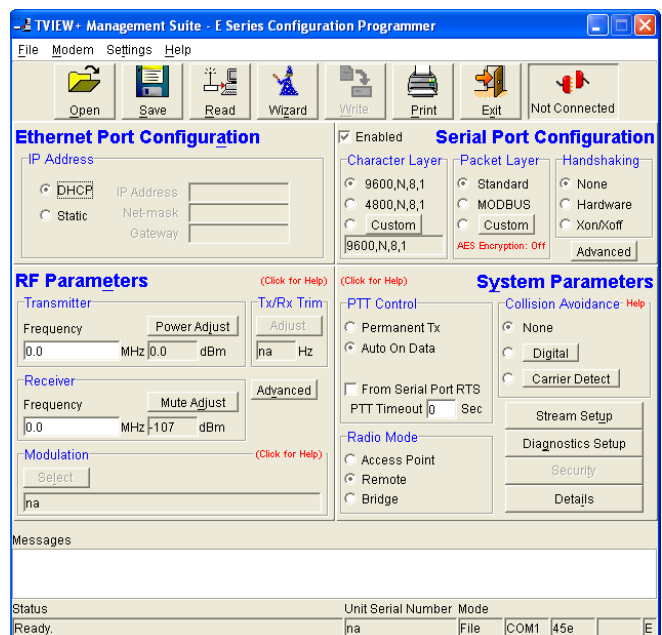 TVIEW+ Management Suite - E Series Configuration Programmer
File Modem Settings Help
Open Save Read Wizard Write Print Exit Not Connected
Ethernet Port Configuration
IP Address
DHCP
Static
IP Address
Net-mask
Gateway
Enabled
Serial Port Configuration
Character Layer
9600,N,8,1
4800,N,8,1
Custom
9600,N,8,1
Packet Layer
Standard
MODBUS
Custom
AES Encryption: Off
Handshaking
None
Hardware
Xon/Xoff
Advanced
RF Parameters
(Click for Help)
Transmitter
Frequency
Power Adjust
0.0 MHz 0.0 dBm
Tx/Rx Trim
Adjust
na Hz
Receiver
Frequency
Mute Adjust
0.0 MHz -107 dBm
Advanced
Modulation
(Click for Help)
Select
na
(Click for Help)
System Parameters
PTT Control
Permanent Tx
Auto On Data
From Serial Port RTS
PTT Timeout 0 Sec
Radio Mode
Access Point
Remote
Bridge
Collision Avoidance Help
None
Digital
Carrier Detect
Stream Setup
Diagnostics Setup
Security
Details
Messages
Status Unit Serial Number Mode
Ready. na File COM1 45e E